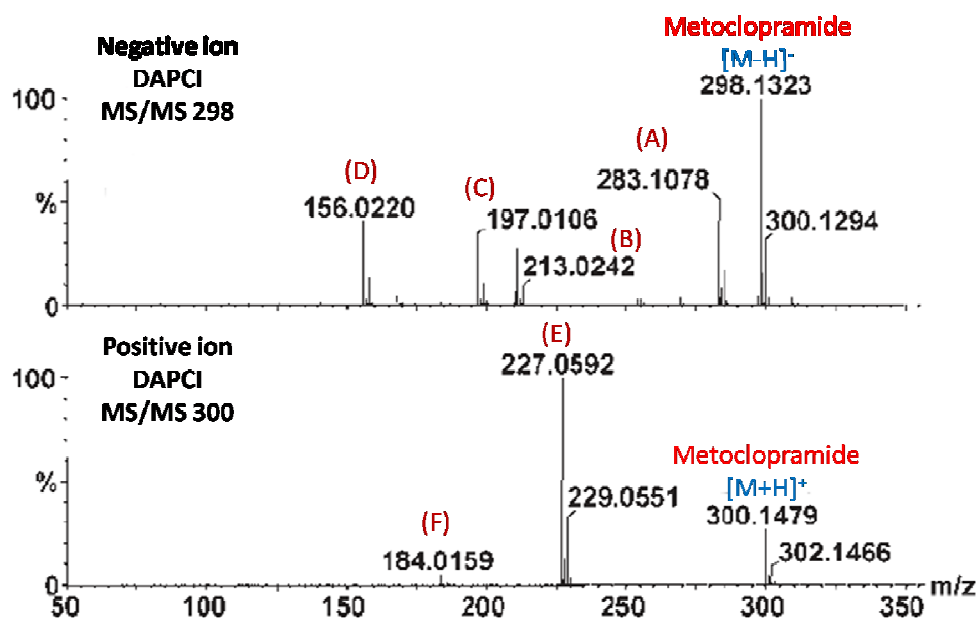 Negative ion
DAPCI
MS/MS 298
Metoclopramide
[M-H]-
298.1323
100
(A)
283.1078
(D)
156.0220
(C)
197.0106
%
300.1294
(B)
213.0242
0
Positive ion
DAPCI
MS/MS 300
(E)
227.0592
100
Metoclopramide
[M+H]+
300.1479
%
229.0551
(F)
184.0159
302.1466
0
m/z
50 100 150 200 250 300 350